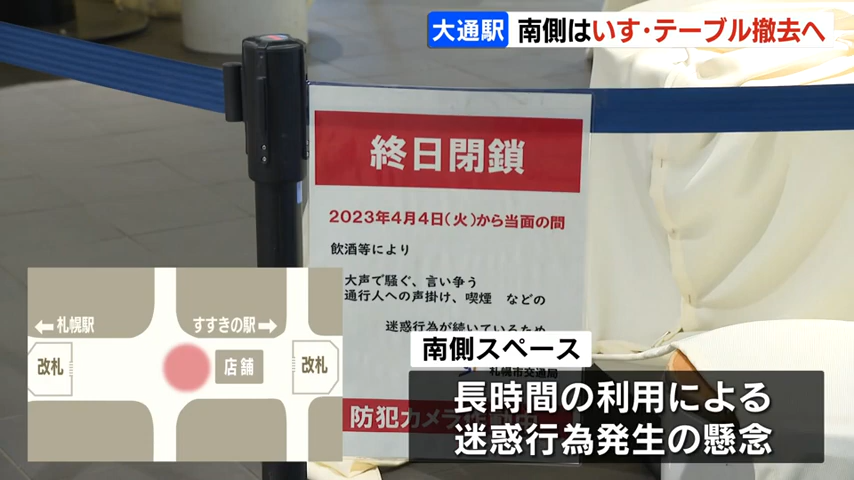 大通駅 南側はいす・テーブル撤去へ
終日閉鎖
2023年4月4日(火)から当面の間
飲酒等により
大声で騒ぐ、言い争う
通行人への声掛け、喫煙 などの
迷惑行為が続いているため
札幌市交通局
防犯カメラ作動中
←札幌駅
すすきの駅→
改札
店舗
改札
南側スペース
長時間の利用による
迷惑行為発生の懸念